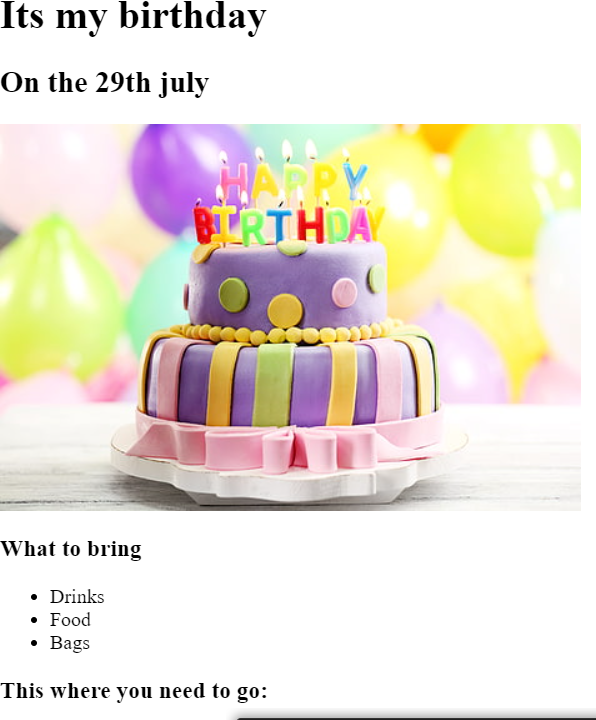 Its my birthday
On the 29th july
HAPPY
BIRTHDAY
What to bring
Drinks
Food
Bags
This where you need to go: